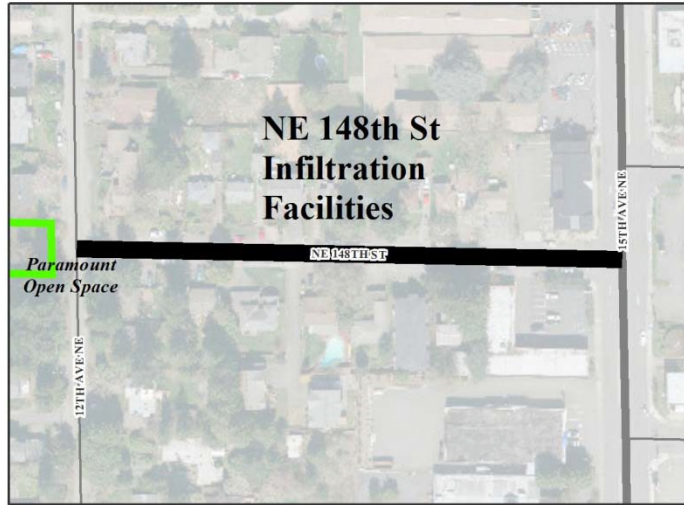 NE 148th St
Infiltration
Facilities
15TH AVE NE
NE 148TH ST
Paramount
Open Space
12TH AVE NE